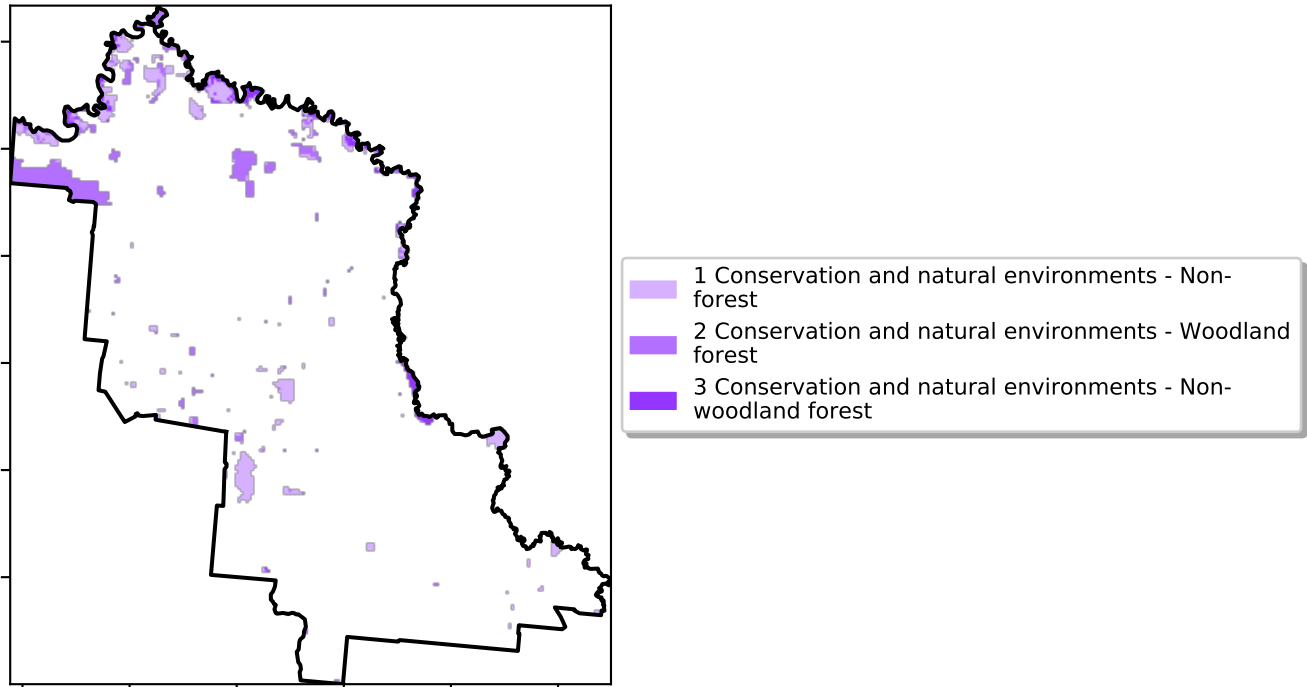 1 Conservation and natural environments - Non-
forest
2 Conservation and natural environments - Woodland
forest
3 Conservation and natural environments - Non-
woodland forest